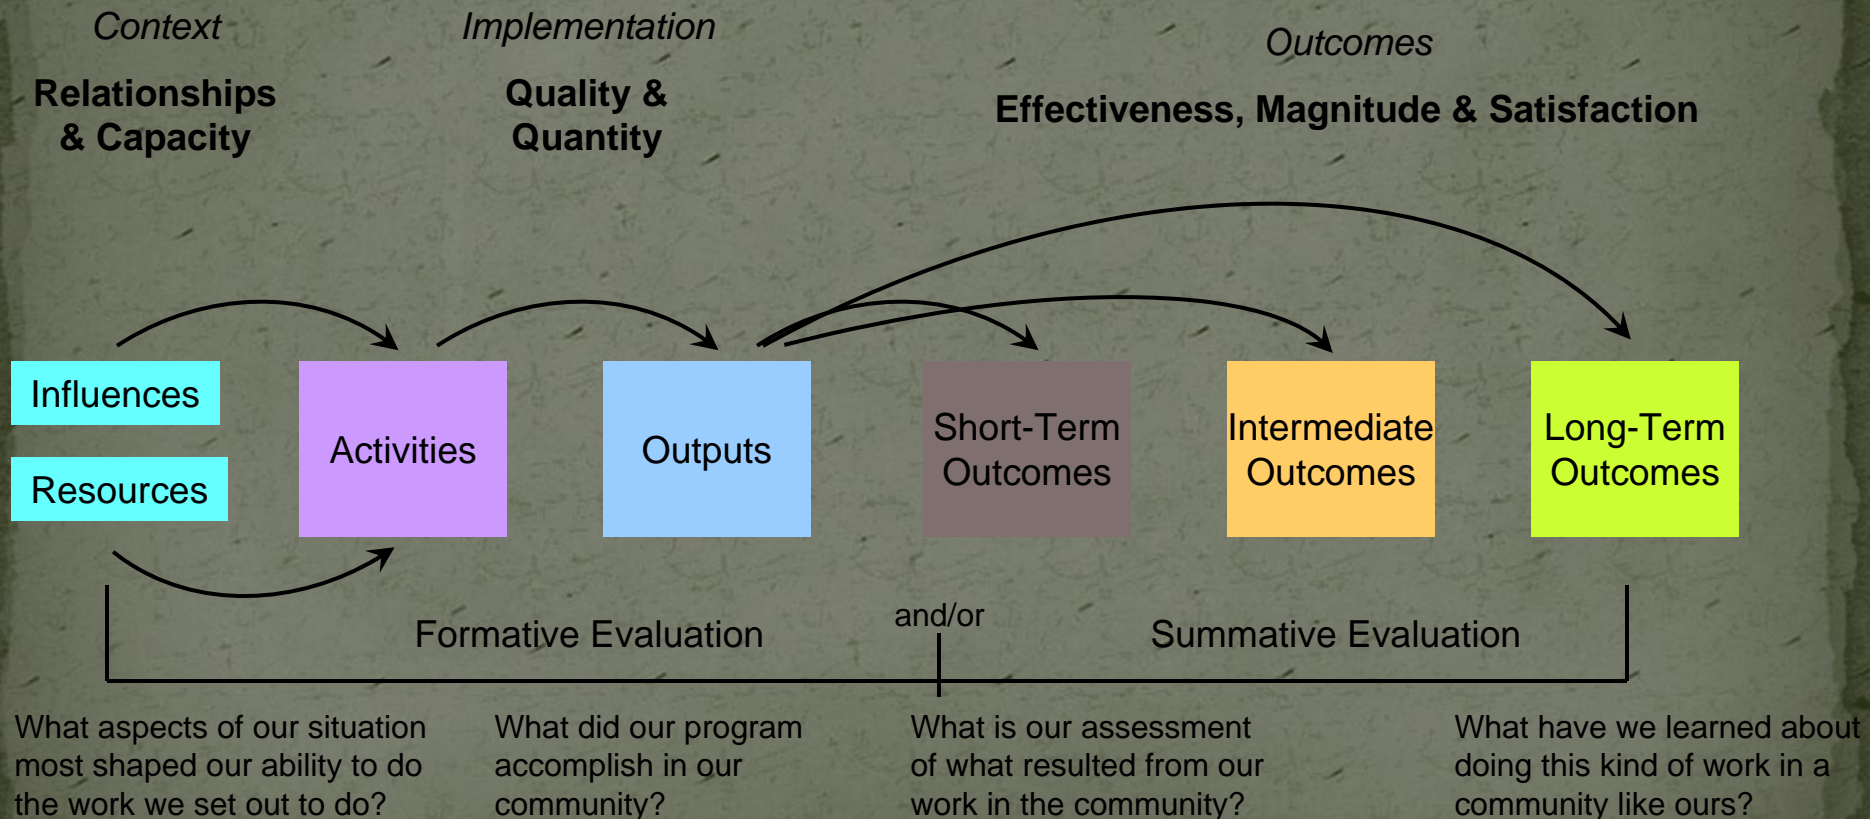 Context
Implementation
Outcomes
Relationships
& Capacity
Quality &
Quantity
Effectiveness, Magnitude & Satisfaction
Influences
Resources
Activities
Outputs
Short-Term
Outcomes
Intermediate
Outcomes
Long-Term
Outcomes
Formative Evaluation
and/or
Summative Evaluation
What aspects of our situation
most shaped our ability to do
the work we set out to do?
What did our program
accomplish in our
community?
What is our assessment
of what resulted from our
work in the community?
What have we learned about
doing this kind of work in a
community like ours?